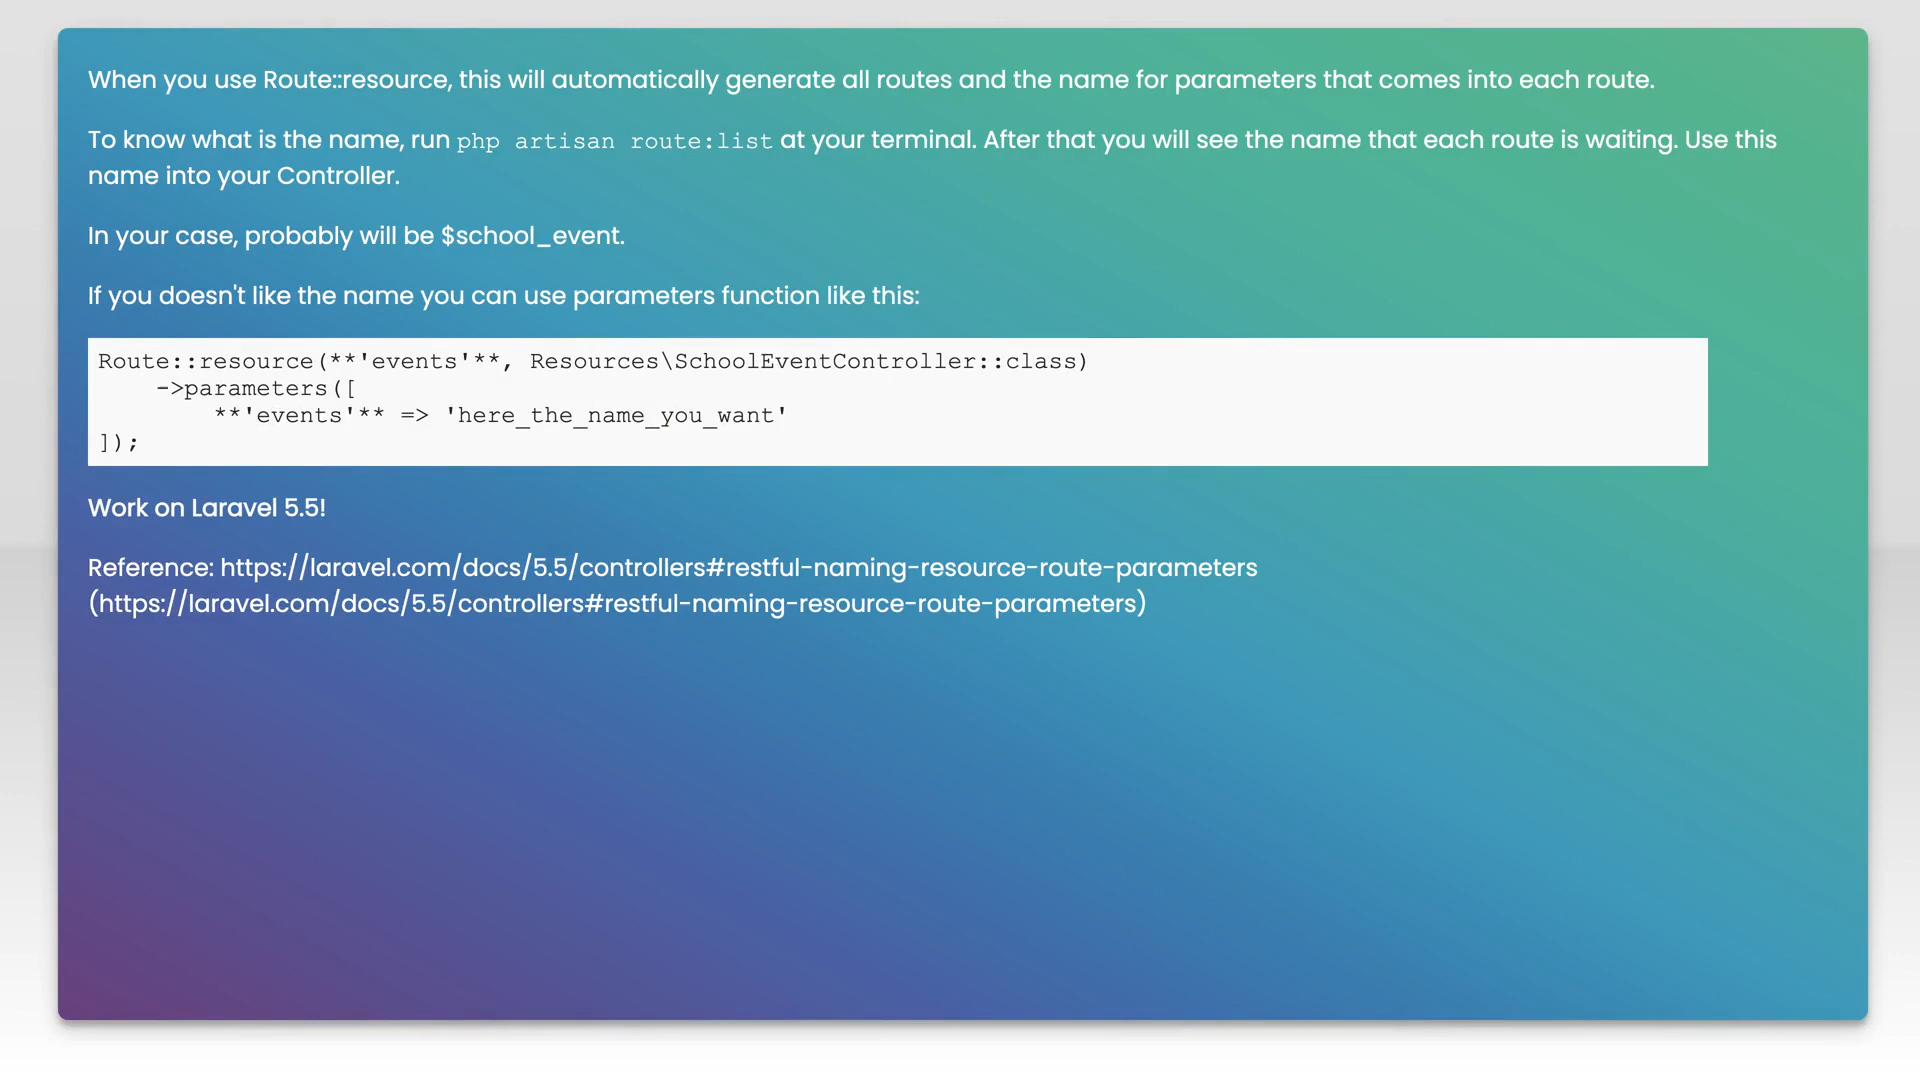 When you use Route::resource, this will automatically generate all routes and the name for parameters that comes into each route.
To know what is the name, run php artisan route:list at your terminal. After that you will see the name that each route is waiting. Use this
name into your Controller.
In your case, probably will be $school_event.
If you doesn't like the name you can use parameters function like this:
Route::resource(**'events'**, Resources\SchoolEventController::class)
    ->parameters([
        **'events'** => 'here_the_name_you_want'
]);
Work on Laravel 5.5!
Reference: https://laravel.com/docs/5.5/controllers#restful-naming-resource-route-parameters
(https://laravel.com/docs/5.5/controllers#restful-naming-resource-route-parameters)